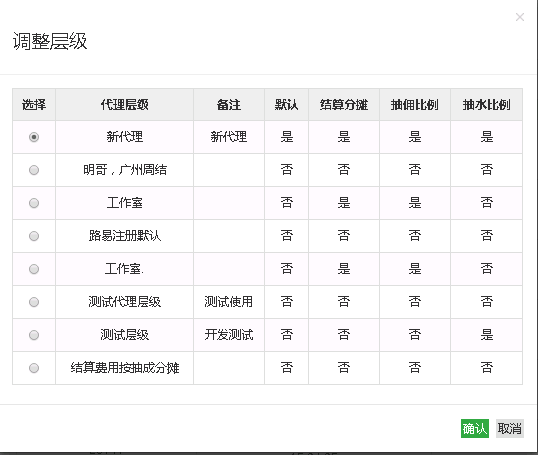 ×
调整层级
选择 代理层级 备注 默认 结算分摊 抽佣比例 抽水比例
新代理 新代理 是 是 是 是
明哥，广州周结 否 否 否 否
工作室 否 是 是 否
路易注册默认 否 否 否 否
工作室. 否 是 是 否
测试代理层级 测试使用 否 否 否 否
测试层级 开发测试 否 否 否 是
结算费用按抽成分摊 否 否 否 否
确认 取消